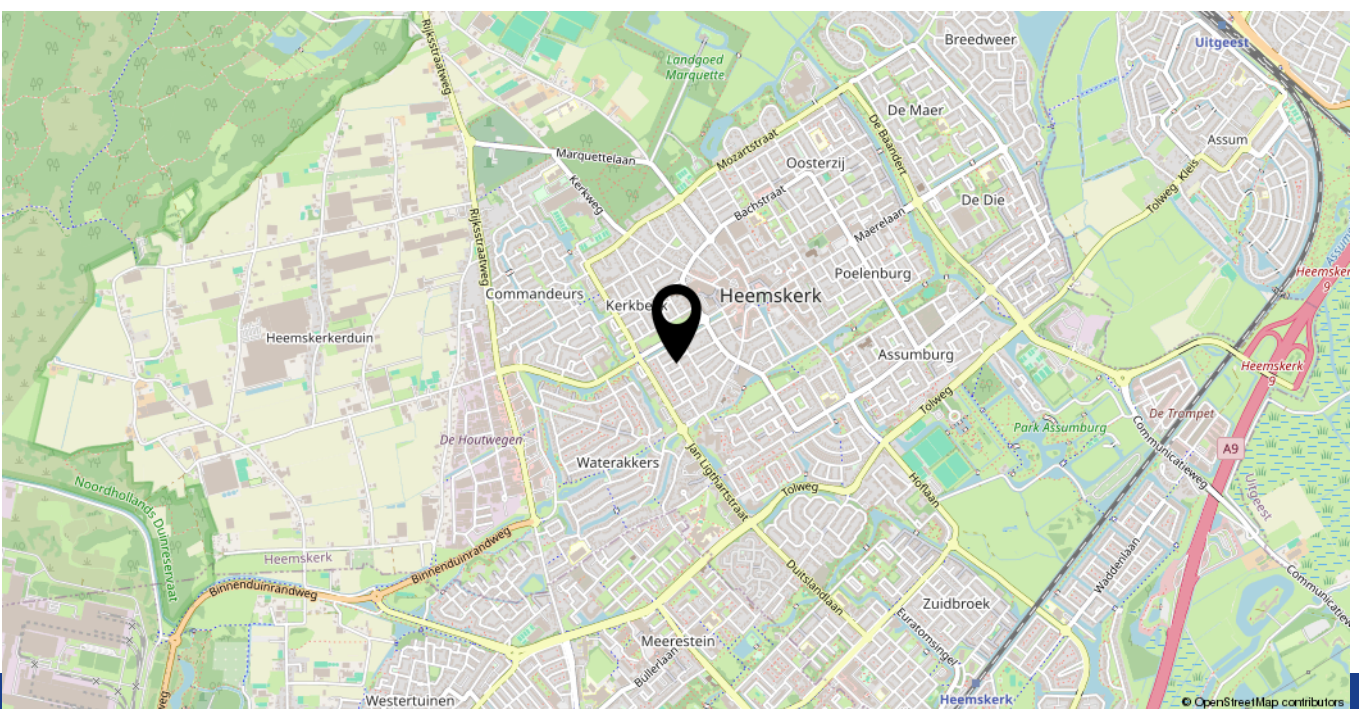 Rijksstraatweg
Breedweer
Uitgeest
Landgoed
Marquette
De Maer
De Baandert
Mozartstraat
Assum
Marquettelaan
Oosterzij
Kerkweg
Tolweg
Kleis
Bachstraat
De Die
Maerelaan
Rijksstraatweg
Poelenburg
Commandeurs
Heemskerk
Heemskerkerduin
Assumburg
Heemskerk
9
Tolweg
De Trompet
De Houtwegen
Park Assumburg
Communicatieweg
A9
Waterakkers
Jan Ligthartstraat
Noordhollands Duinreservaat
Tolweg
Hoflaan
Uitgeest
Heemskerk
Binnenduinrandweg
Waddenlaan
Duitslandlaan
Binnenduinrandweg
Zuidbroek
Euratomsingel
Meerestein
Bullerlaan
Westertuinen
Heemskerk
© OpenStreetMap contributors